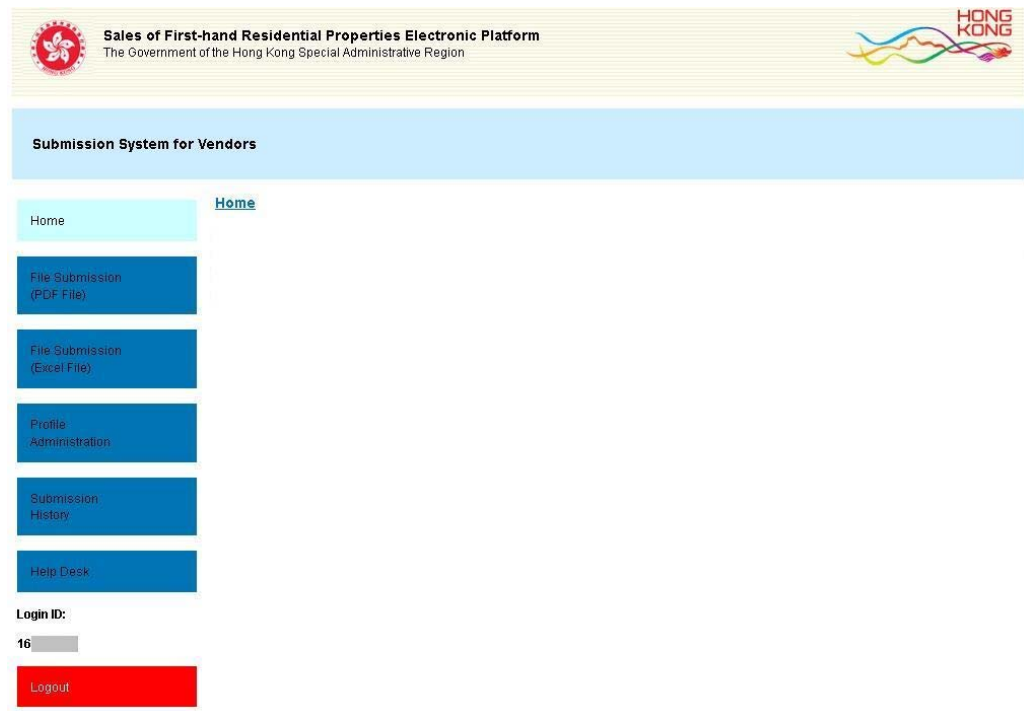 Sales of First-hand Residential Properties Electronic Platform
The Government of the Hong Kong Special Administrative Region
HONG
KONG
Submission System for Vendors
Home
Home
File Submission
(PDF File)
File Submission
(Excel File)
Profile
Administration
Submission
History
Help Desk
Login ID:
16
Logout